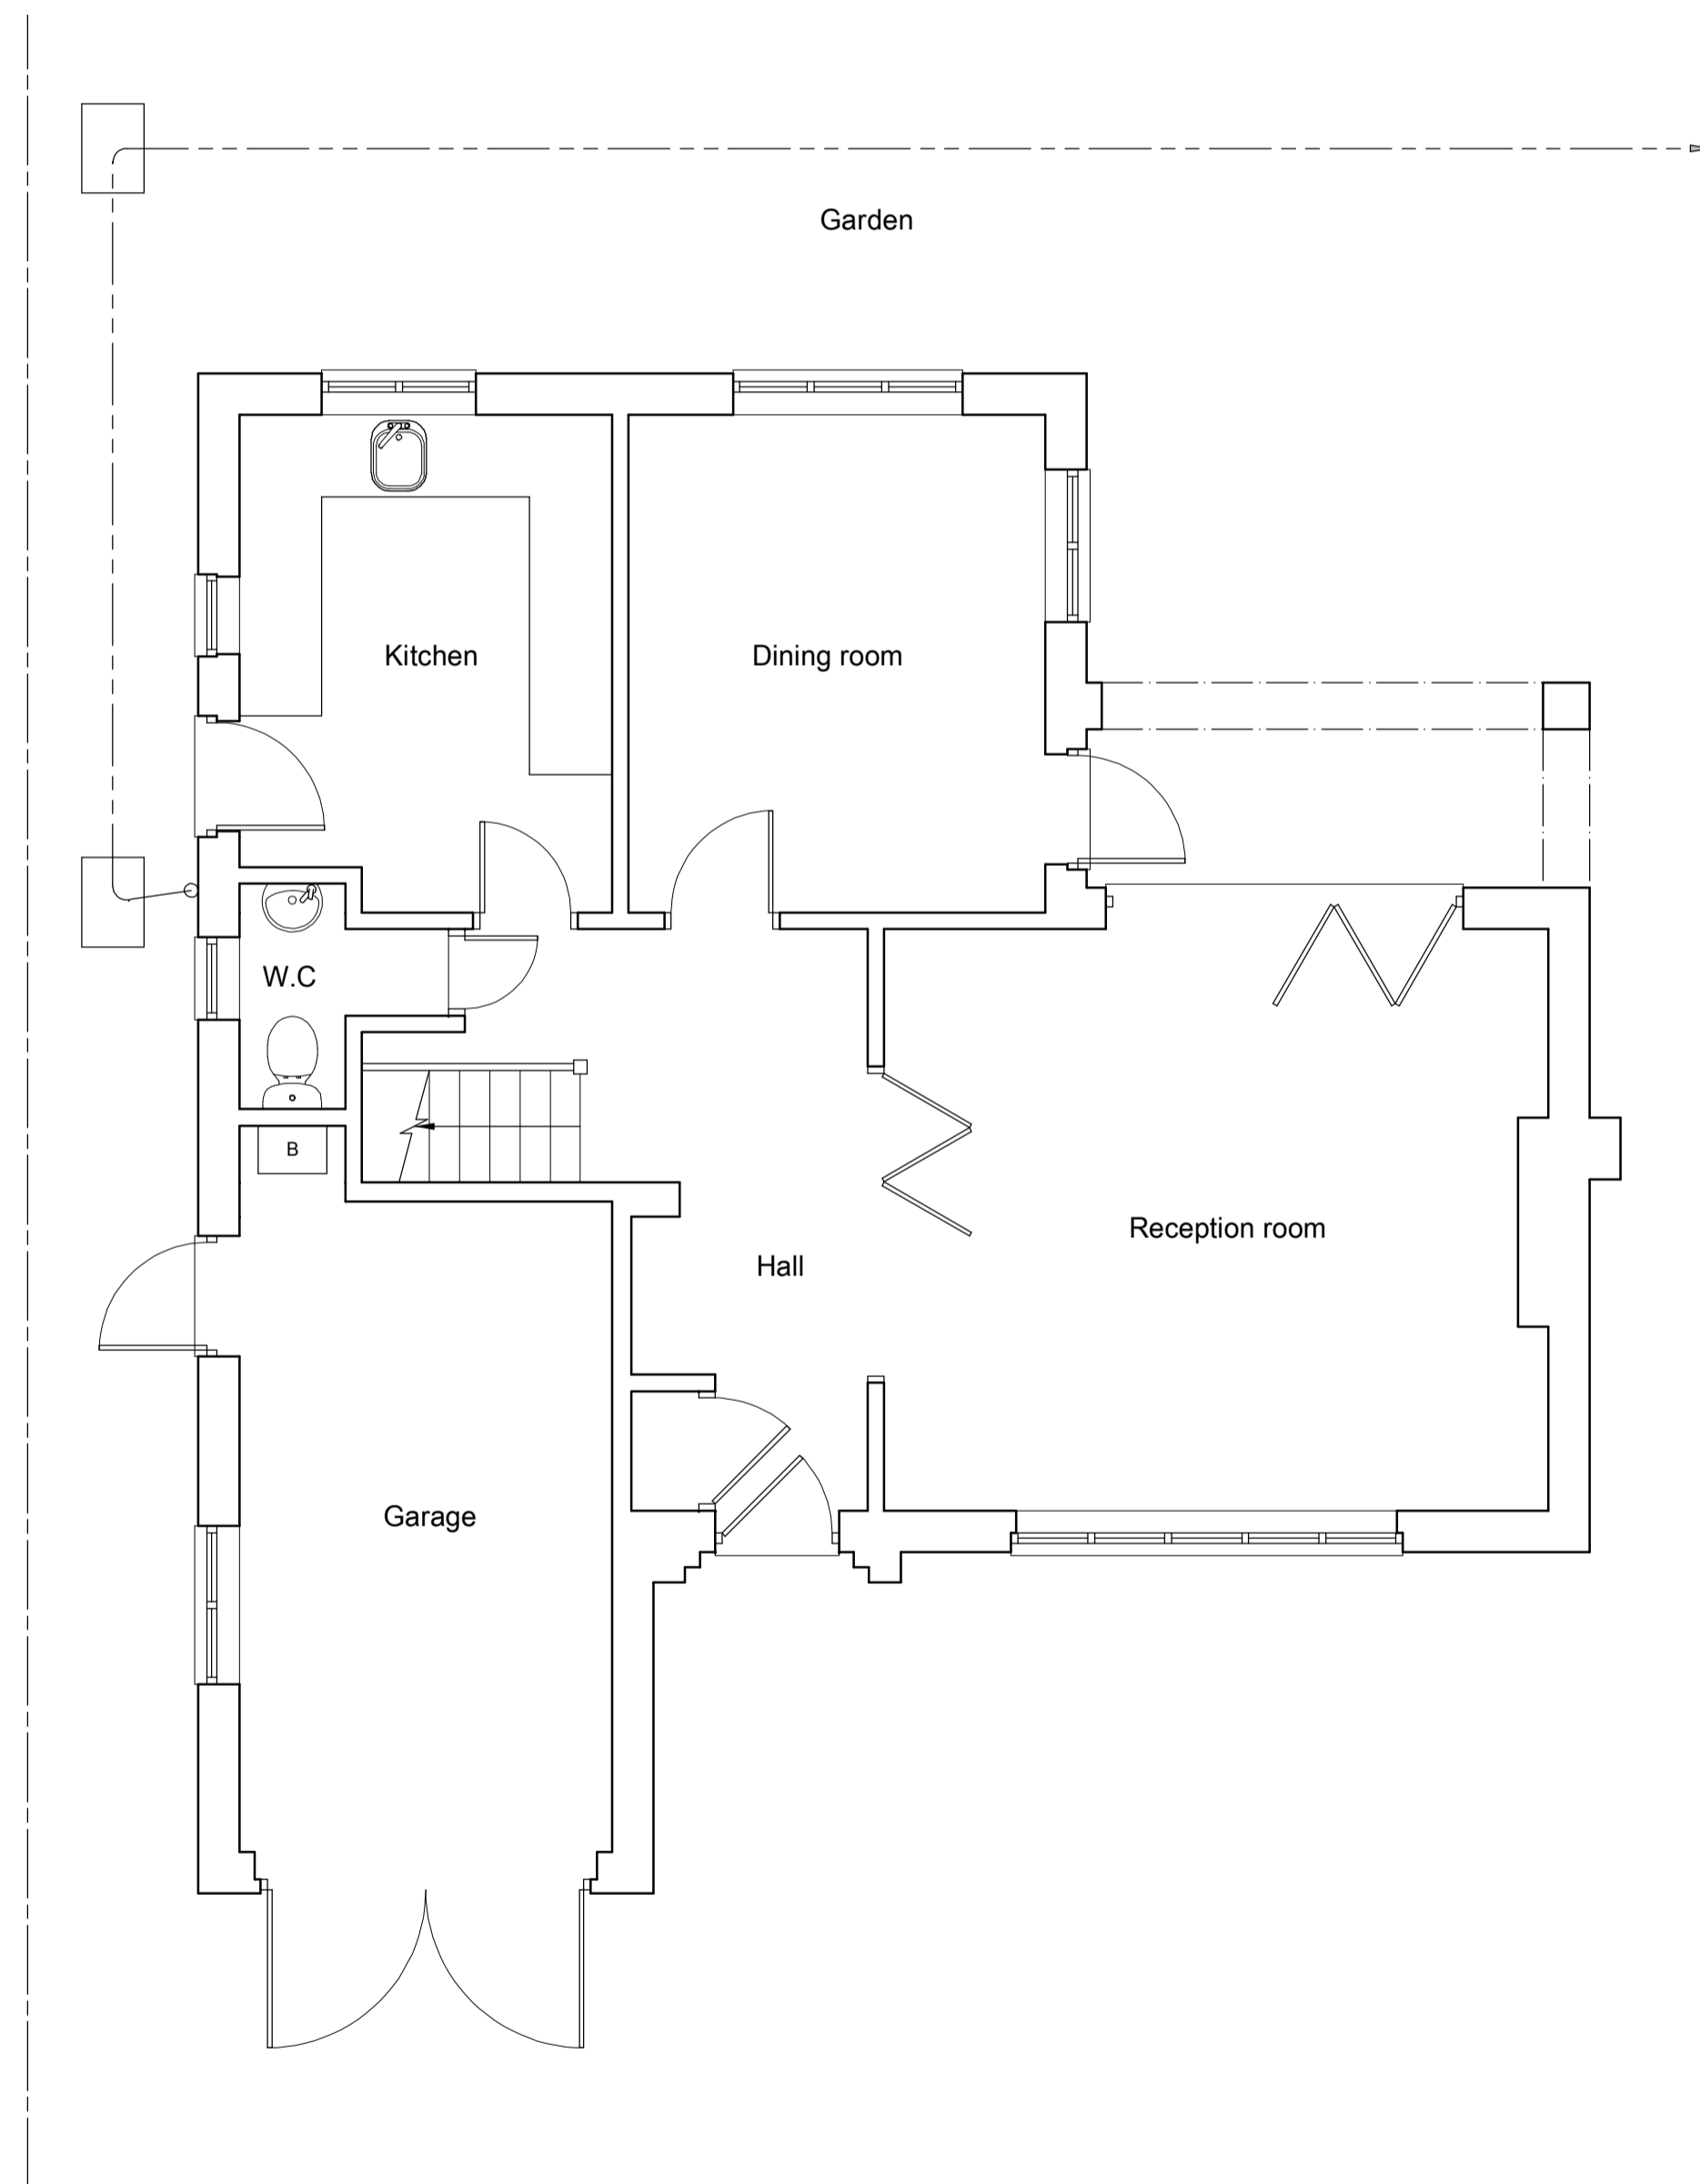 Garden
Kitchen
Dining room
W.C
B
Reception room
Hall
Garage